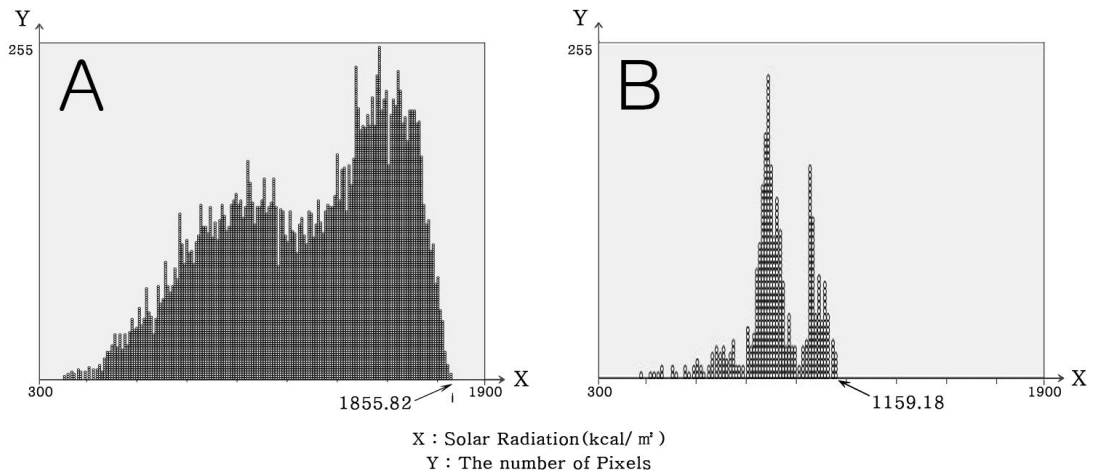 Y
255
A
300
1855.82
1900
X
Y
255
B
300
1159.18
1900
X
X : Solar Radiation(kcal/㎡)
Y : The number of Pixels